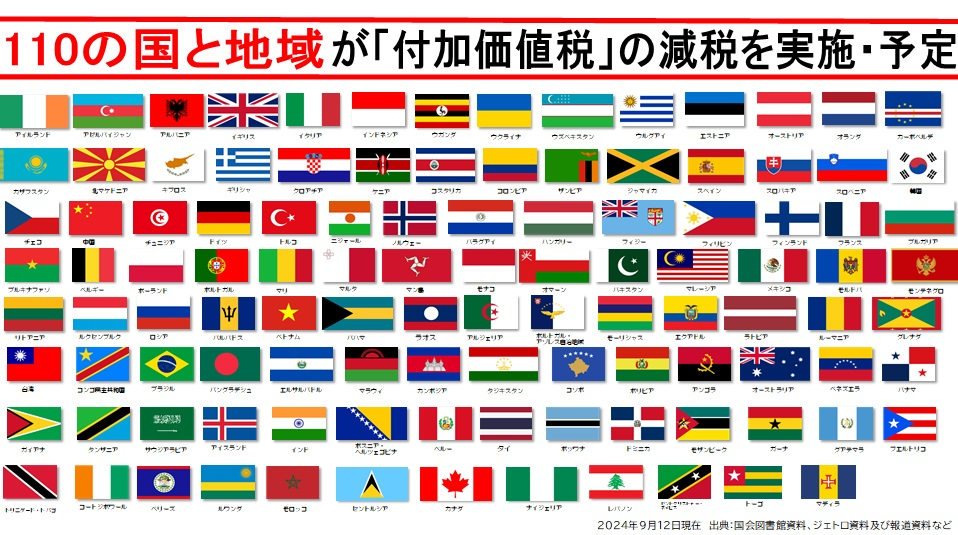 110の国と地域が「付加価値税」の減税を実施・予定
アイルランド アゼルバイジャン アルバニア イギリス イタリア インドネシア ウガンダ ウクライナ ウズベキスタン ウルグアイ エストニア オーストリア オランダ カーボベルデ
カザフスタン 北マケドニア キプロス ギリシャ クロアチア ケニア コスタリカ コロンビア ザンビア ジャマイカ スペイン スロバキア スロベニア 韓国
チェコ 中国 チュニジア ドイツ トルコ ニジェール ノルウェー パラグアイ ハンガリー フィジー フィリピン フィンランド フランス ブルガリア
ブルキナファソ ベルギー ポーランド ポルトガル マリ マルタ マン島 モナコ オマーン パキスタン マレーシア メキシコ モルドバ モンテネグロ
リトアニア ルクセンブルク ロシア バルバドス ベトナム バハマ ラオス アルジェリア ポルトガル・アゾレス自治地域 モーリシャス エクアドル ラトビア ルーマニア グレナダ
台湾 コンゴ民主共和国 ブラジル バングラデシュ エルサルバドル マラウィ カンボジア タジキスタン コソボ ボリビア アンゴラ オーストラリア ベネズエラ パナマ
ガイアナ タンザニア サウジアラビア アイスランド インド ボスニア・ヘルツェゴビナ ペルー タイ ボツワナ ドミニカ モザンビーク ガーナ グアテマラ プエルトリコ
トリニダード・トバゴ コートジボワール ベリーズ ルワンダ モロッコ セントルシア カナダ ナイジェリア レバノン トーゴ マディラ
2024年9月12日現在 出典:国会図書館資料、ジェトロ資料及び報道資料など